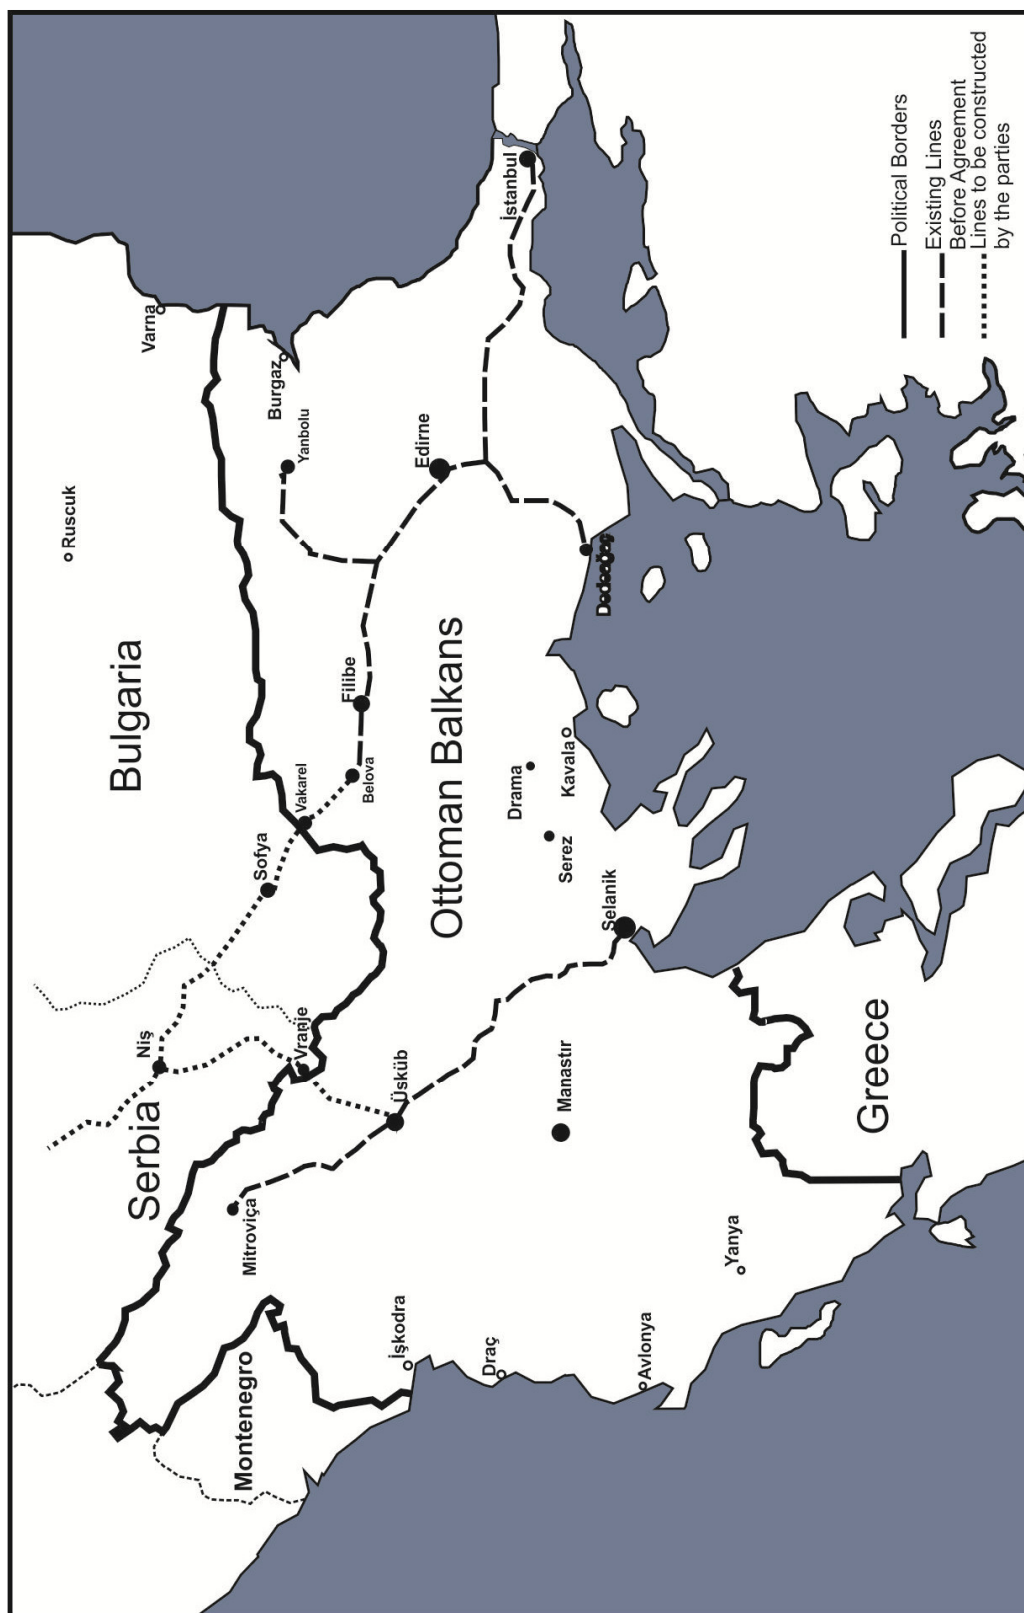 Bulgaria
Serbia
Montenegro
Ottoman Balkans
Greece
Varna
Ruscuk
Burgaz
Yanbolu
Edirne
İstanbul
Filibe
Belova
Vakarel
Sofya
Niş
Vranje
Üsküb
Mitroviça
Dedeağaç
Drama
Kavala
Serez
Selanik
Manastır
İşkodra
Draç
Avlonya
Yanya
Political Borders
Existing Lines
Before Agreement
Lines to be constructed
by the parties